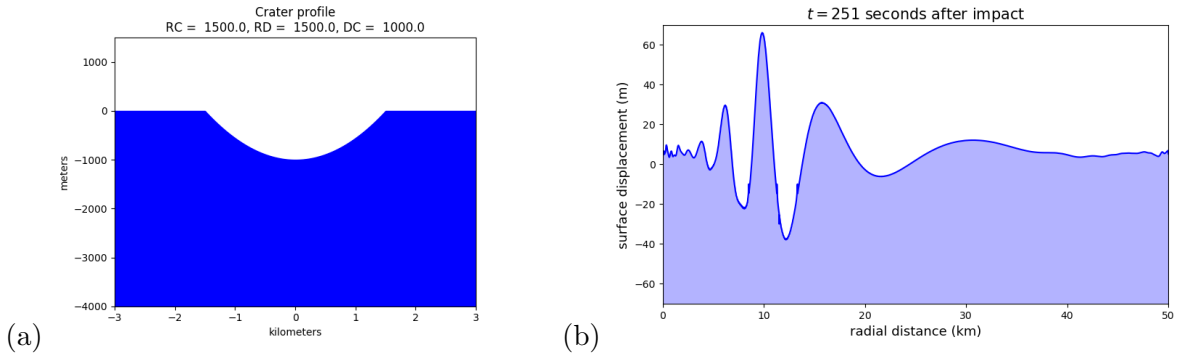 Crater profile
RC =  1500.0, RD =  1500.0, DC =  1000.0
1000
0
−1000
−2000
−3000
−4000
meters
−3
−2
−1
0
1
2
3
kilometers
(a)
t = 251 seconds after impact
60
40
20
0
−20
−40
−60
surface displacement (m)
0
10
20
30
40
50
radial distance (km)
(b)